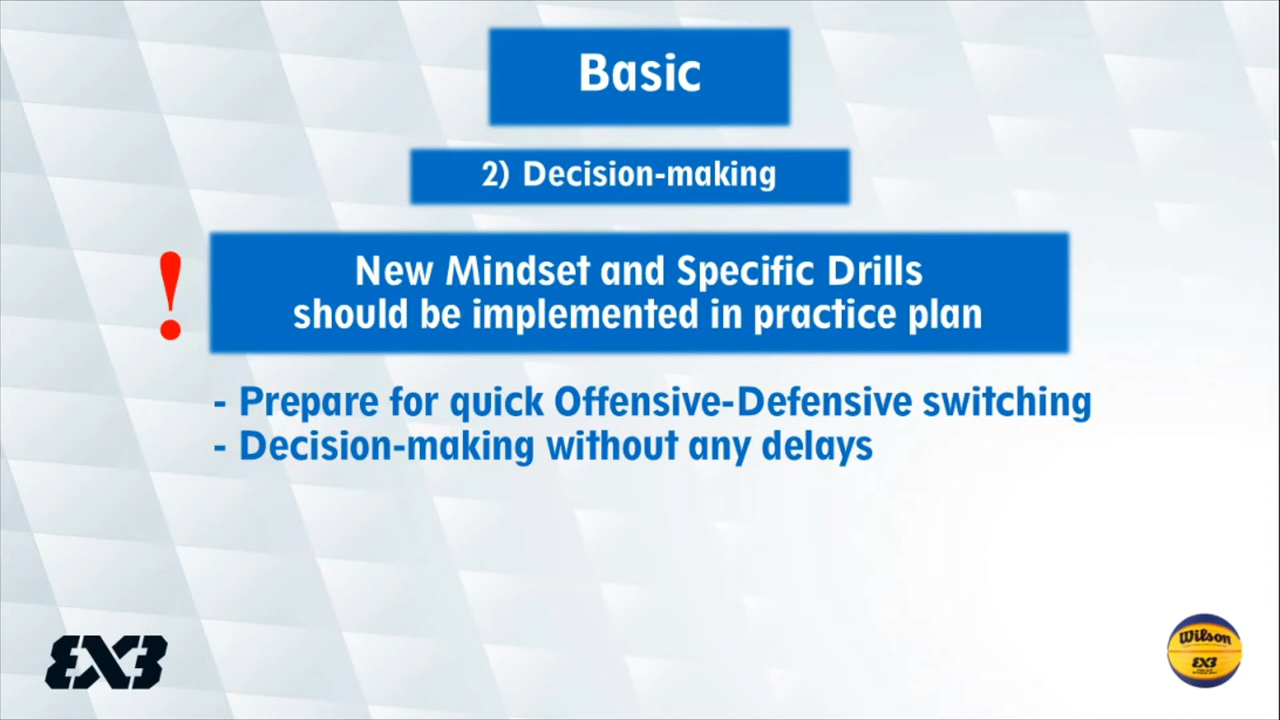 Basic
2) Decision-making
!
New Mindset and Specific Drills
should be implemented in practice plan
- Prepare for quick Offensive-Defensive switching
- Decision-making without any delays
3X3
Wilson
3X3